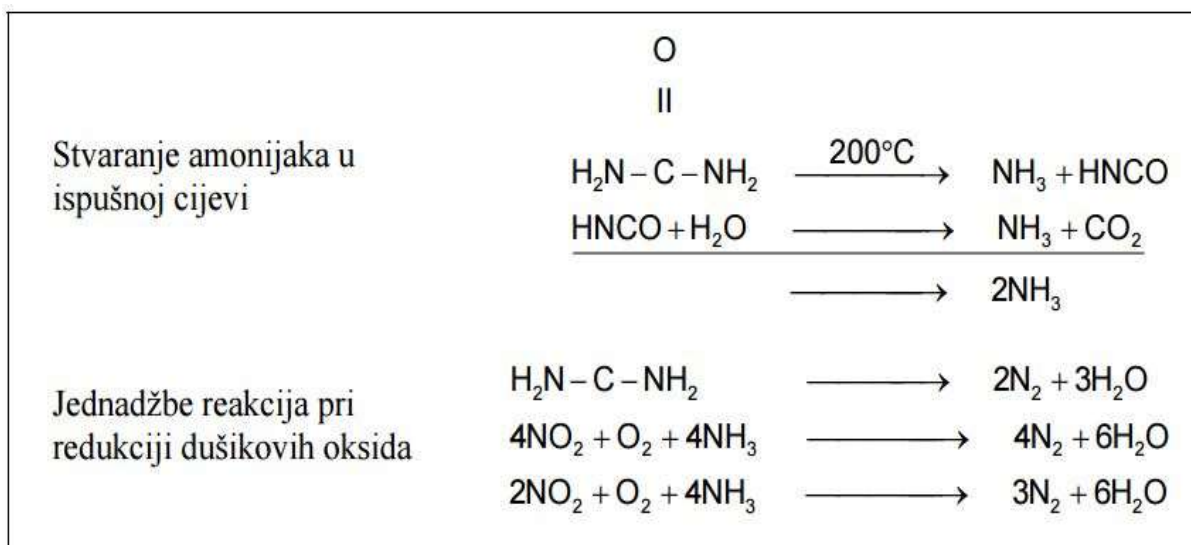 O
||
Stvaranje amonijaka u
ispušnoj cijevi
H₂N – C – NH₂ 200°C ⟶ NH₃ + HNCO
HNCO + H₂O ⟶ NH₃ + CO₂
⟶ 2NH₃
Jednadžbe reakcija pri
redukciji dušikovih oksida
H₂N – C – NH₂ ⟶ 2N₂ + 3H₂O
4NO₂ + O₂ + 4NH₃ ⟶ 4N₂ + 6H₂O
2NO₂ + O₂ + 4NH₃ ⟶ 3N₂ + 6H₂O